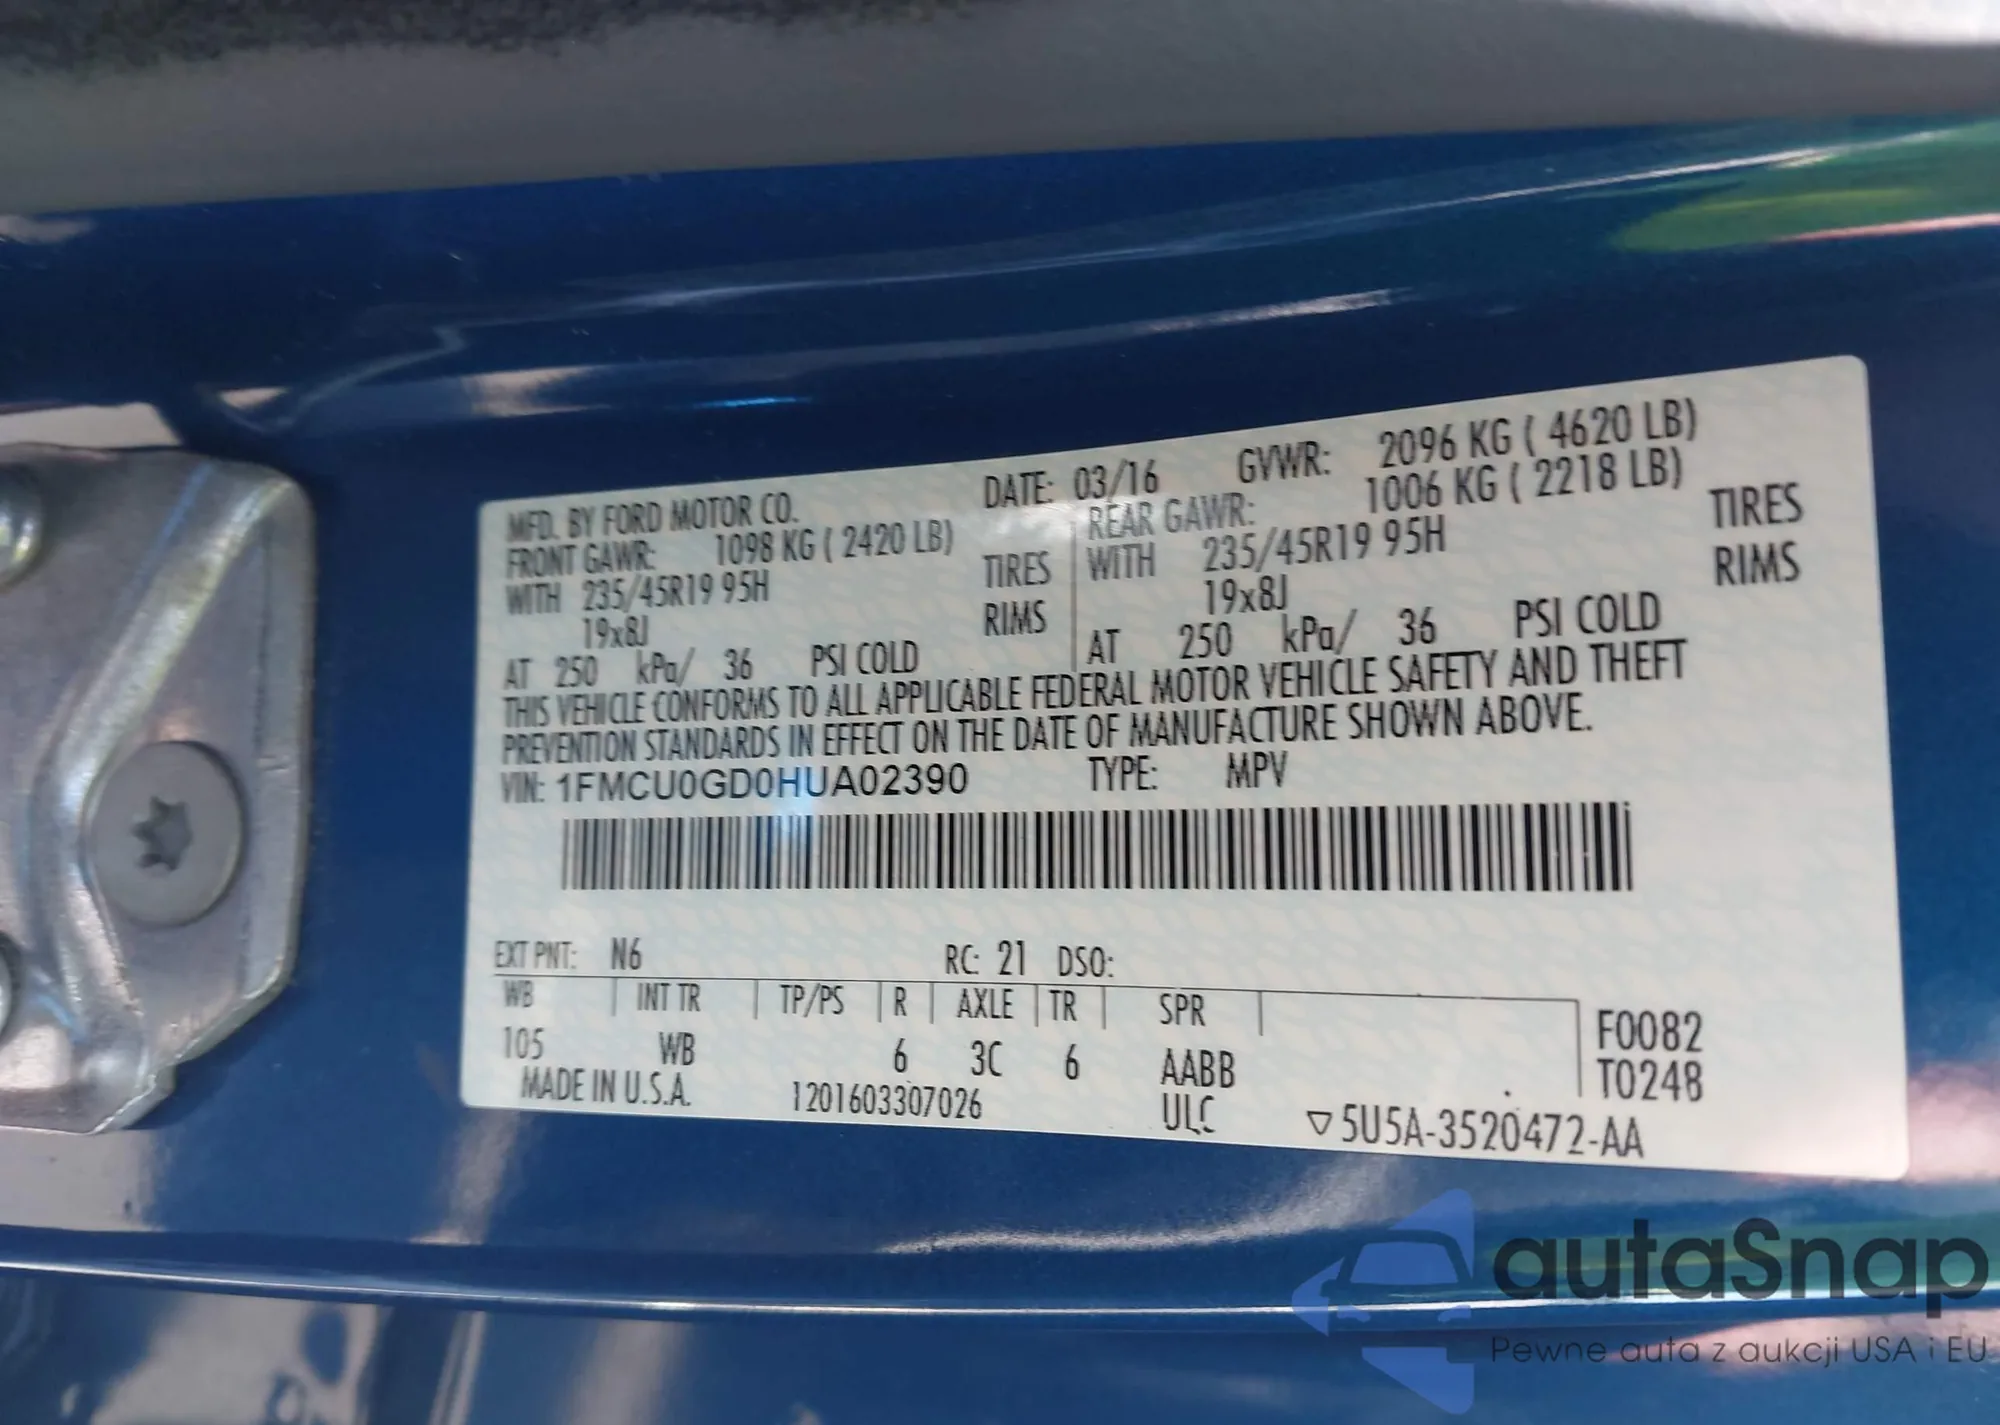 MFD. BY FORD MOTOR CO. DATE: 03/16 GVWR: 2096 KG ( 4620 LB)
FRONT GAWR: 1098 KG ( 2420 LB) REAR GAWR: 1006 KG ( 2218 LB)
WITH 235/45R19 95H TIRES WITH 235/45R19 95H TIRES
19x8J RIMS 19x8J RIMS
AT 250 kPa/ 36 PSI COLD AT 250 kPa/ 36 PSI COLD
THIS VEHICLE CONFORMS TO ALL APPLICABLE FEDERAL MOTOR VEHICLE SAFETY AND THEFT
PREVENTION STANDARDS IN EFFECT ON THE DATE OF MANUFACTURE SHOWN ABOVE.
VIN: 1FMCU0GD0HUA02390 TYPE: MPV
EXT PNT: N6 RC: 21 DSO:
WB INT TR TP/PS R AXLE TR SPR
105 WB 6 3C 6 AABB
F0082
T0248
MADE IN U.S.A. 1201603307026 ULC ▽5U5A-3520472-AA
autaSnap
Pewne auta z aukcji USA i EU